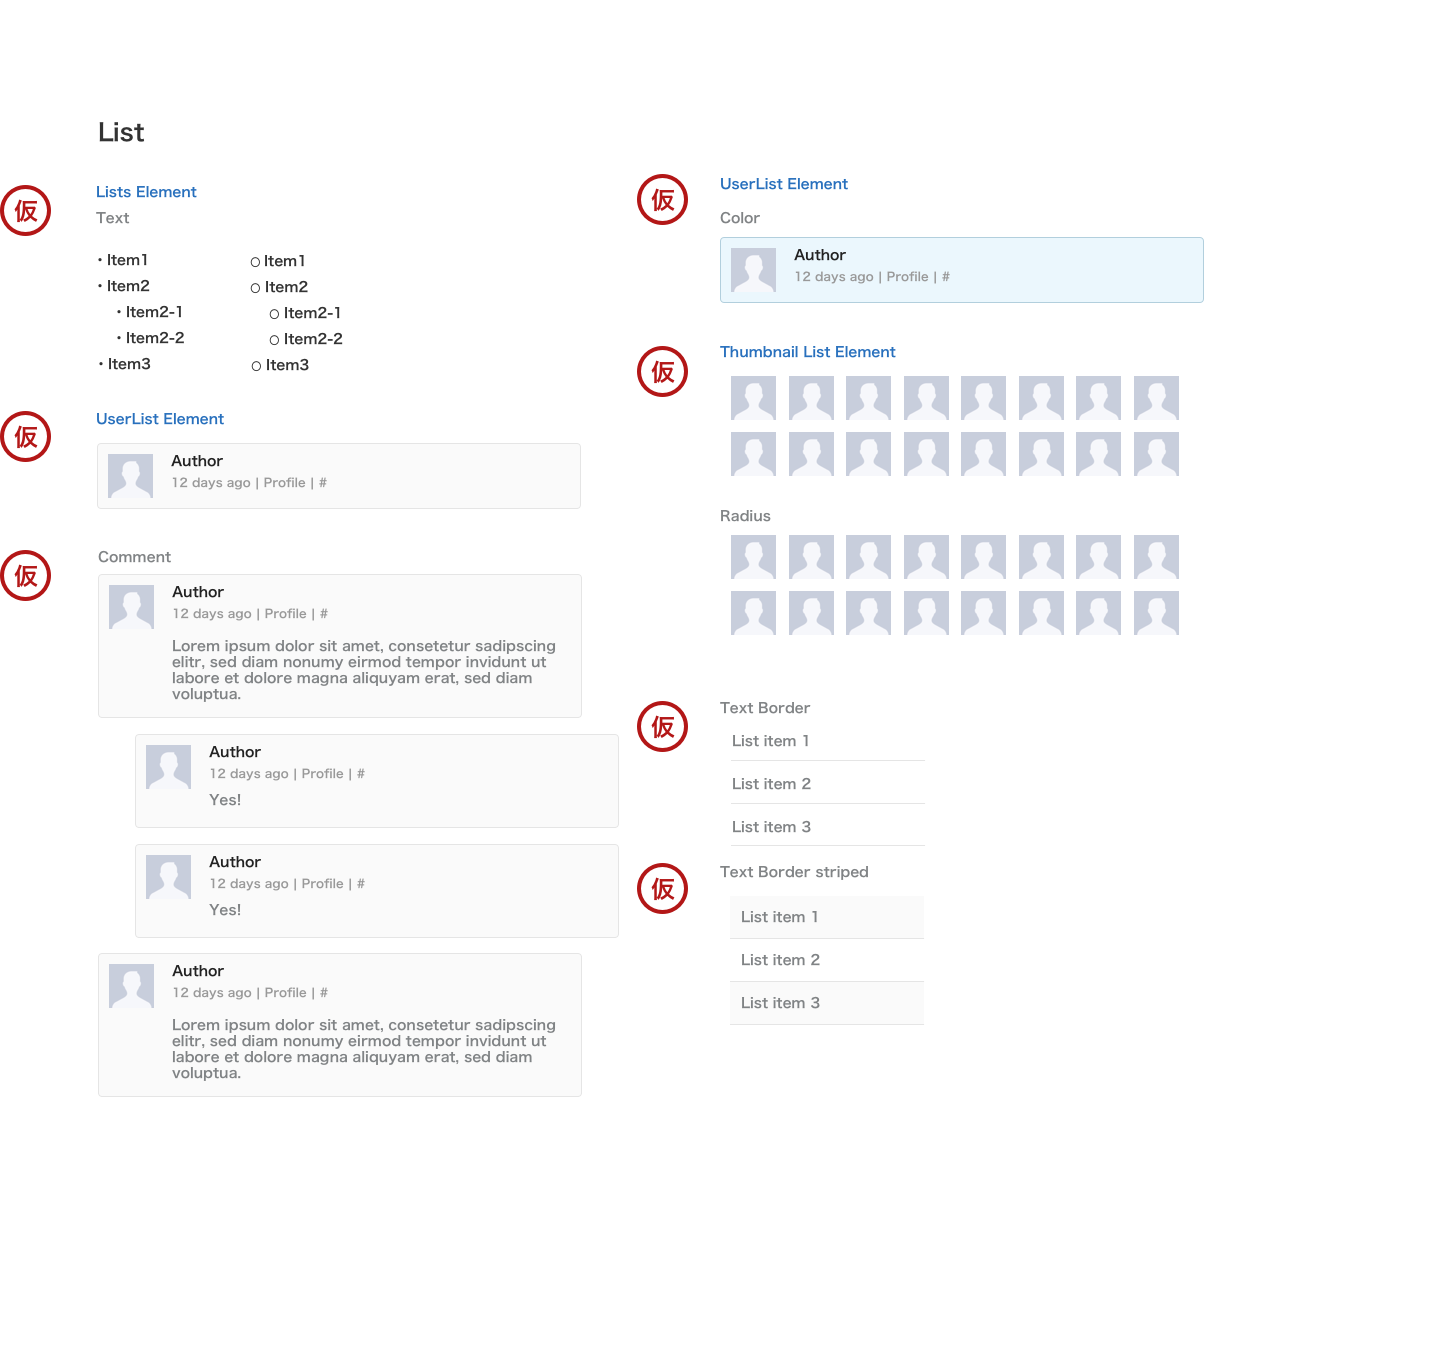 List
仮
Lists Element
Text
・Item1
・Item2
・Item2-1
・Item2-2
・Item3
○ Item1
○ Item2
○ Item2-1
○ Item2-2
○ Item3
仮
UserList Element
Author
12 days ago | Profile | #
仮
Comment
Author
12 days ago | Profile | #
Lorem ipsum dolor sit amet, consetetur sadipscing
elitr, sed diam nonumy eirmod tempor invidunt ut
labore et dolore magna aliquyam erat, sed diam
voluptua.
Author
12 days ago | Profile | #
Yes!
Author
12 days ago | Profile | #
Yes!
Author
12 days ago | Profile | #
Lorem ipsum dolor sit amet, consetetur sadipscing
elitr, sed diam nonumy eirmod tempor invidunt ut
labore et dolore magna aliquyam erat, sed diam
voluptua.
仮
UserList Element
Color
Author
12 days ago | Profile | #
仮
Thumbnail List Element
Radius
仮
Text Border
List item 1
List item 2
List item 3
仮
Text Border striped
List item 1
List item 2
List item 3